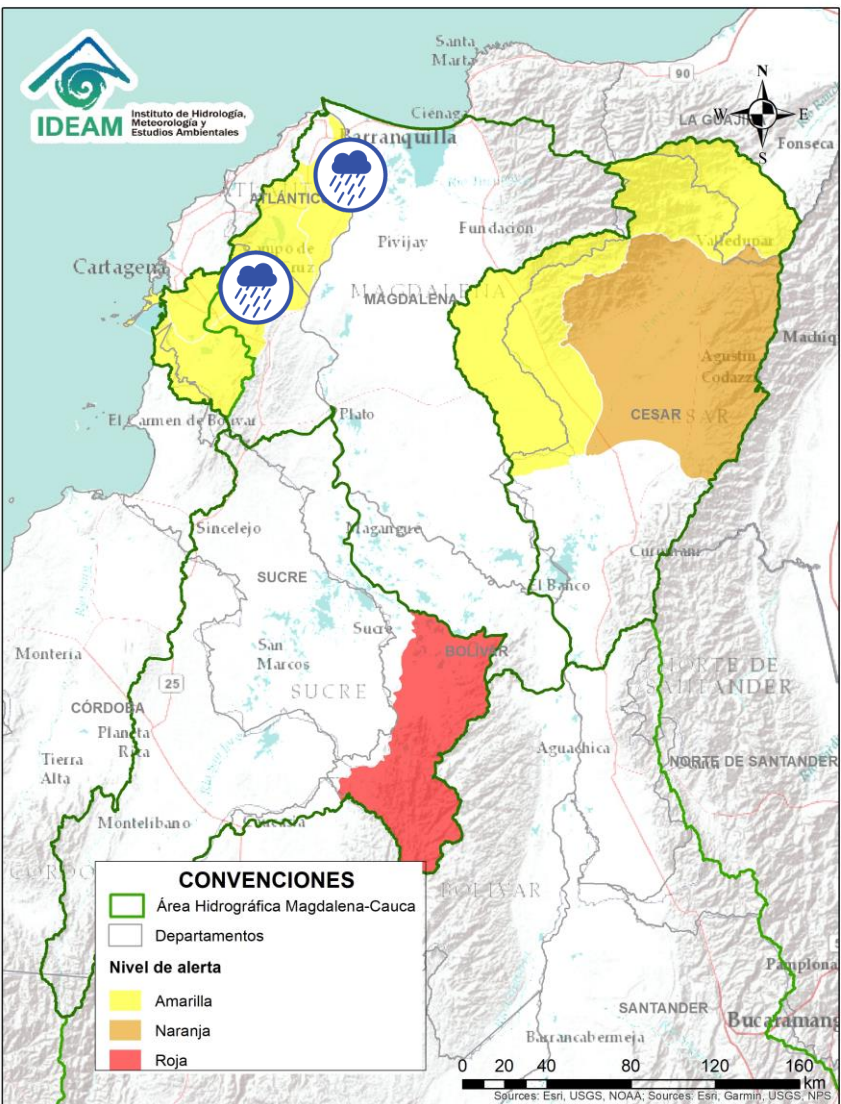 Santa
Marta
90
N
W
E
S
IDEAM
Instituto de Hidrología,
Meteorología y
Estudios Ambientales
Ciénaga
Barranquilla
LA GUAJI
Fonseca
ATLÁNTICO
Fundación
Pivijay
Valledupar
Cartagena
MAGDALENA
MAGDALENA
Agustín
Codazzi
CESAR
El Carmen de Bolívar
Plato
Sincelejo
Magangué
SUCRE
El Banco
Sucre
San
Marcos
BOLÍVAR
Montería
SUCRE
NORTE DE
SANTANDER
25
CÓRDOBA
Planeta
Rica
Aguachica
Tierra
Alta
NORTE DE SANTANDER
Montelíbano
BOLÍVAR
CONVENCIONES
Área Hidrográfica Magdalena-Cauca
Departamentos
Nivel de alerta
Amarilla
Naranja
Roja
Pamplona
SANTANDER
Bucaramang
Barrancabermeja
0 20 40 80 120 160
km
Sources: Esri, USGS, NOAA; Sources: Esri, Garmin, USGS, NPS